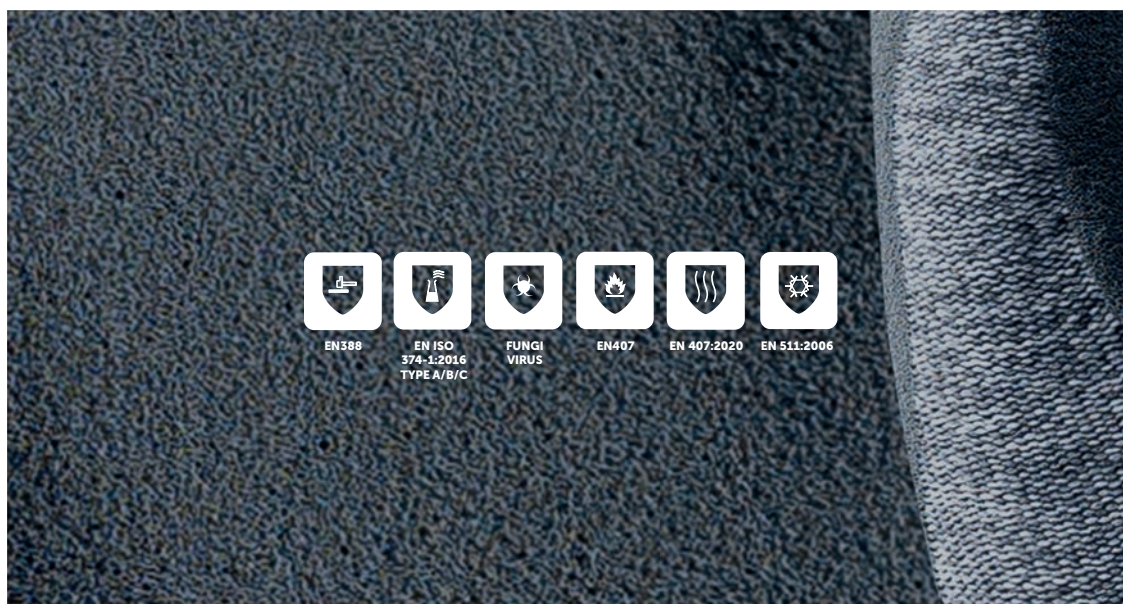 EN388
EN ISO
374-1:2016
TYPE A/B/C
FUNGI
VIRUS
EN407
EN 407:2020
EN 511:2006